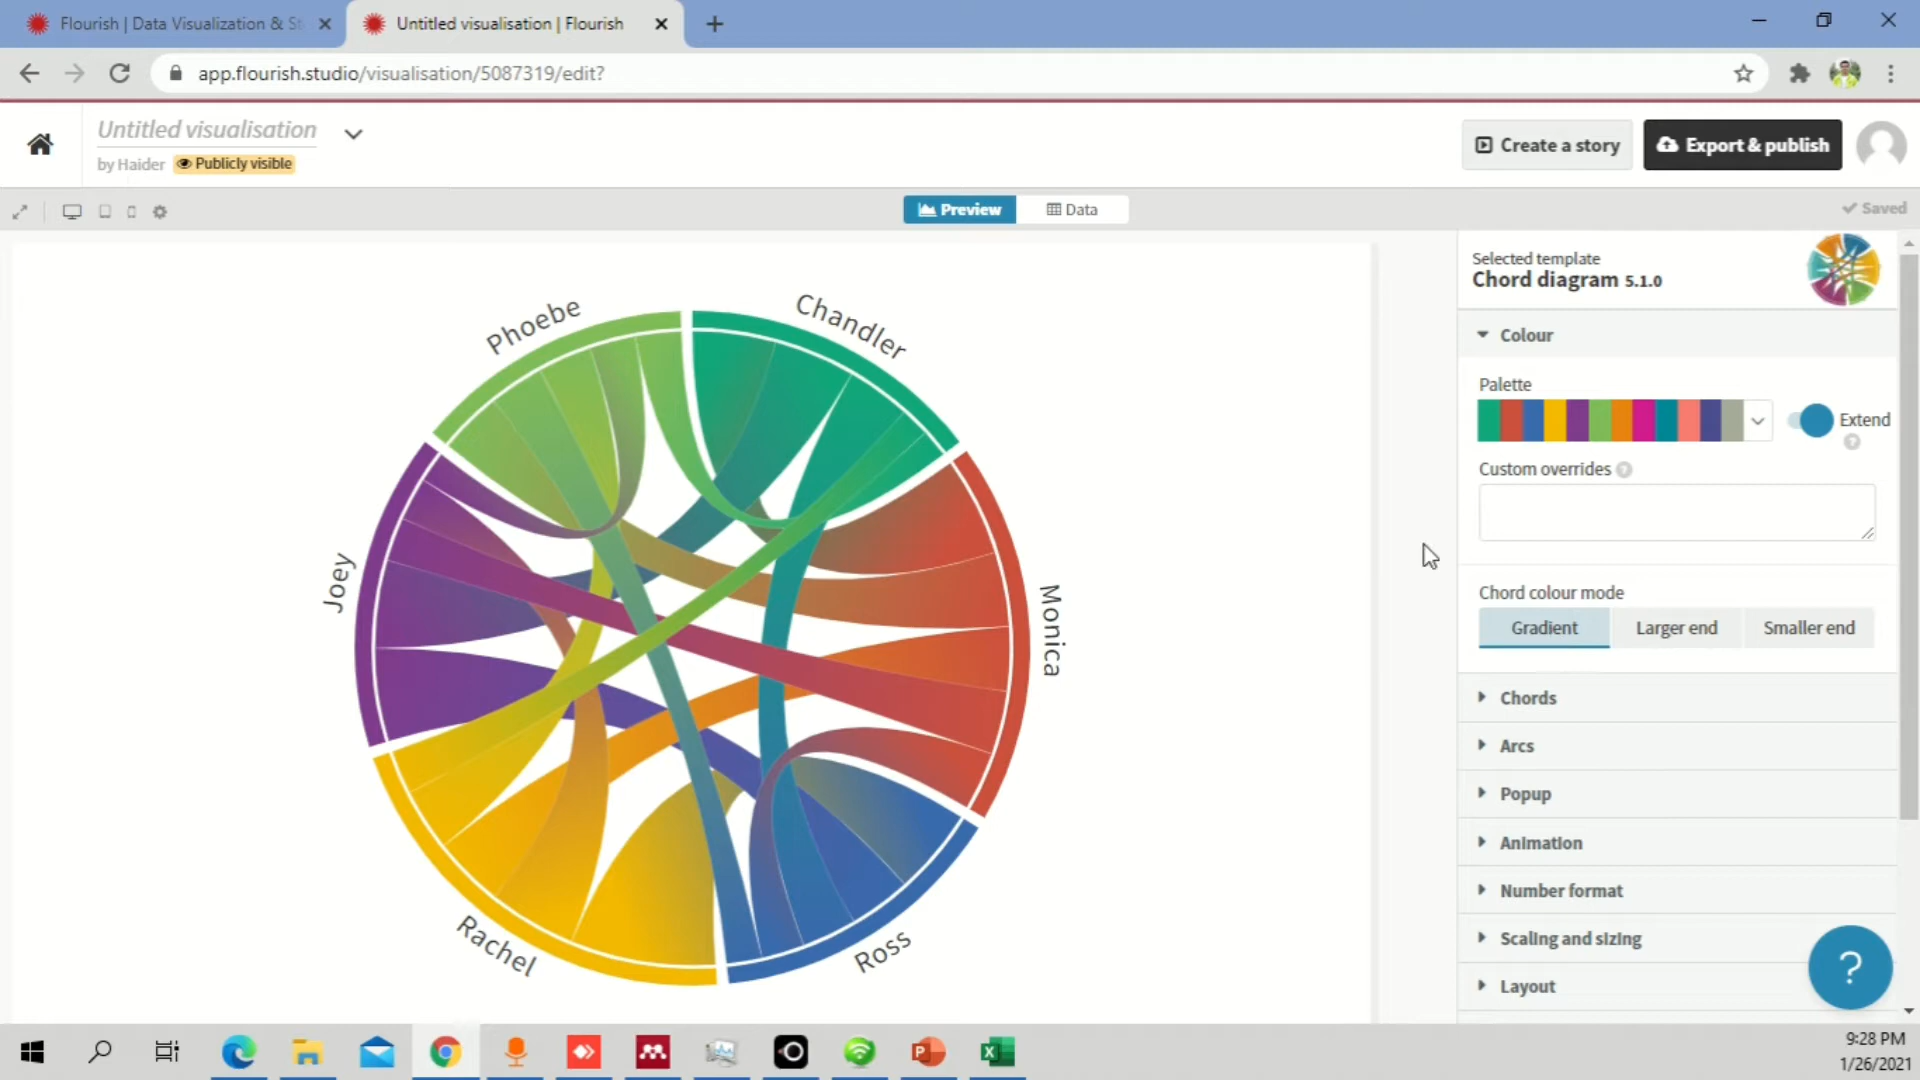 Flourish | Data Visualization & St
Untitled visualisation | Flourish
app.flourish.studio/visualisation/5087319/edit?
Untitled visualisation
by Haider
Publicly visible
Create a story
Export & publish
Preview
Data
Saved
Selected template
Chord diagram 5.1.0
Colour
Palette
Extend
Custom overrides
Chord colour mode
Gradient
Larger end
Smaller end
Chords
Arcs
Popup
Animation
Number format
Scaling and sizing
Layout
?
Phoebe
Chandler
Joey
Monica
Rachel
Ross
9:28 PM
1/26/2021